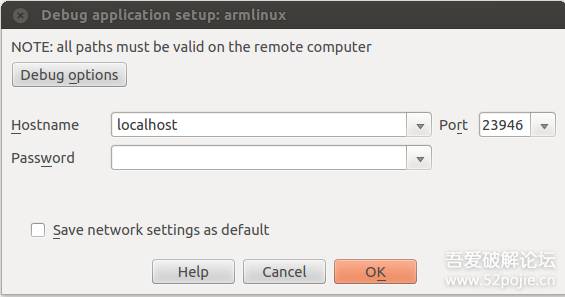 Debug application setup: armlinux
NOTE: all paths must be valid on the remote computer
Debug options
Hostname localhost Port 23946
Password
Save network settings as default
Help Cancel OK
吾爱破解论坛
www.52pojie.cn